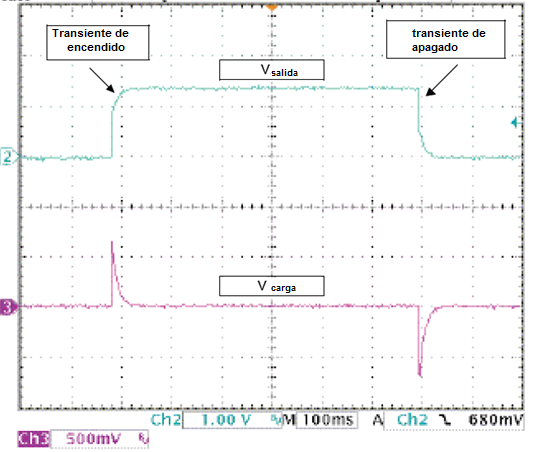 Transiente de
encendido
transiente de
apagado
Vsalida
2
V carga
3
Ch2 1.00 V M 100ms A Ch2 680mV
Ch3 500mV